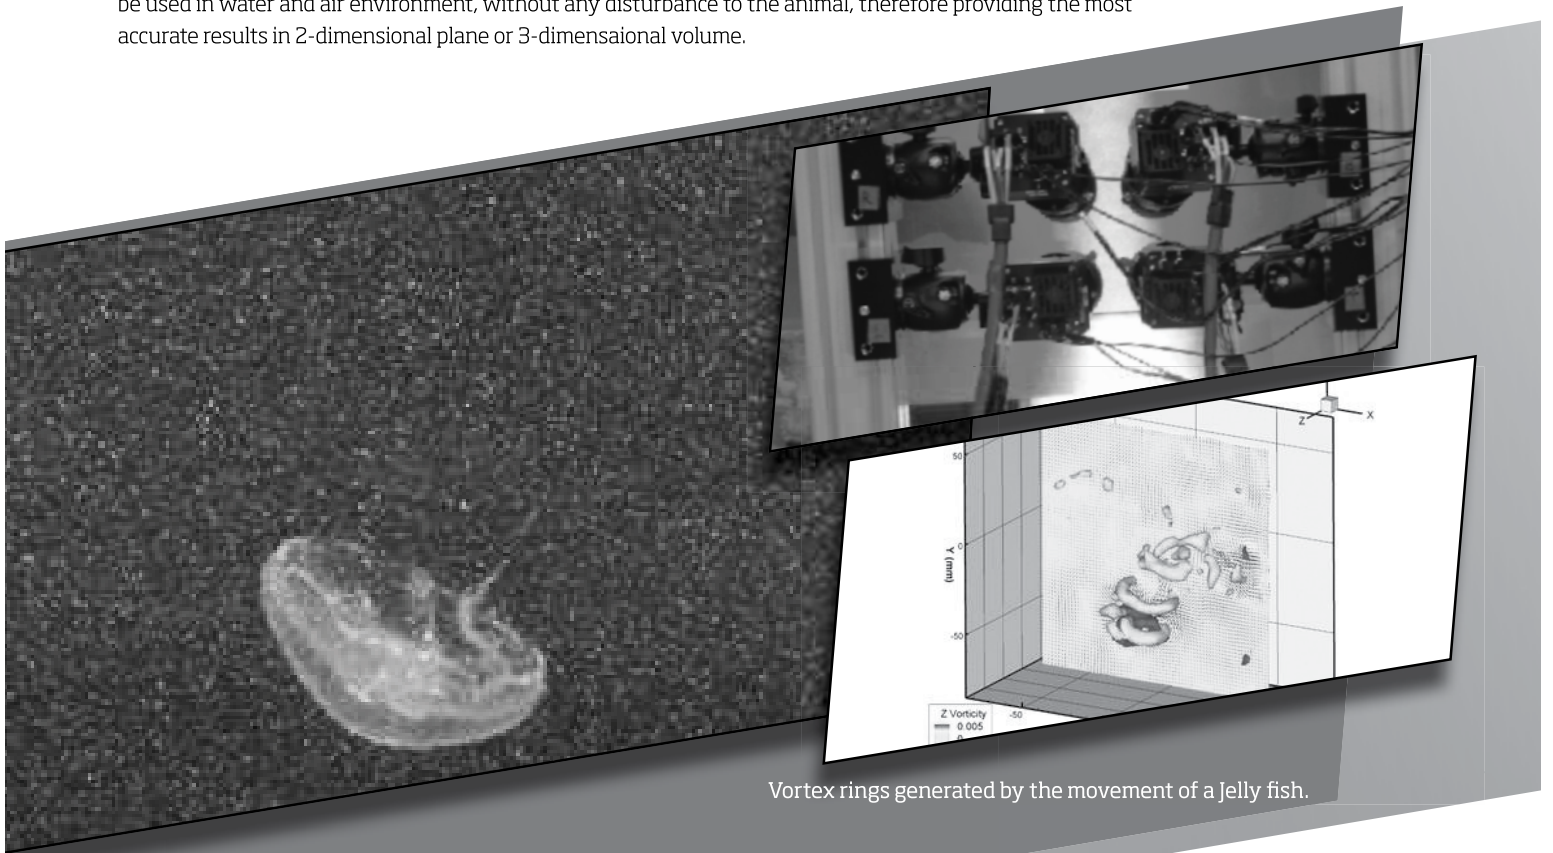 be used in water and air environment, without any disturbance to the animal, therefore providing the most
accurate results in 2-dimensional plane or 3-dimensaional volume.
Z
X
50
0
Y (mm)
-50
-50
Z Vorticity
0.005
0
Vortex rings generated by the movement of a Jelly fish.